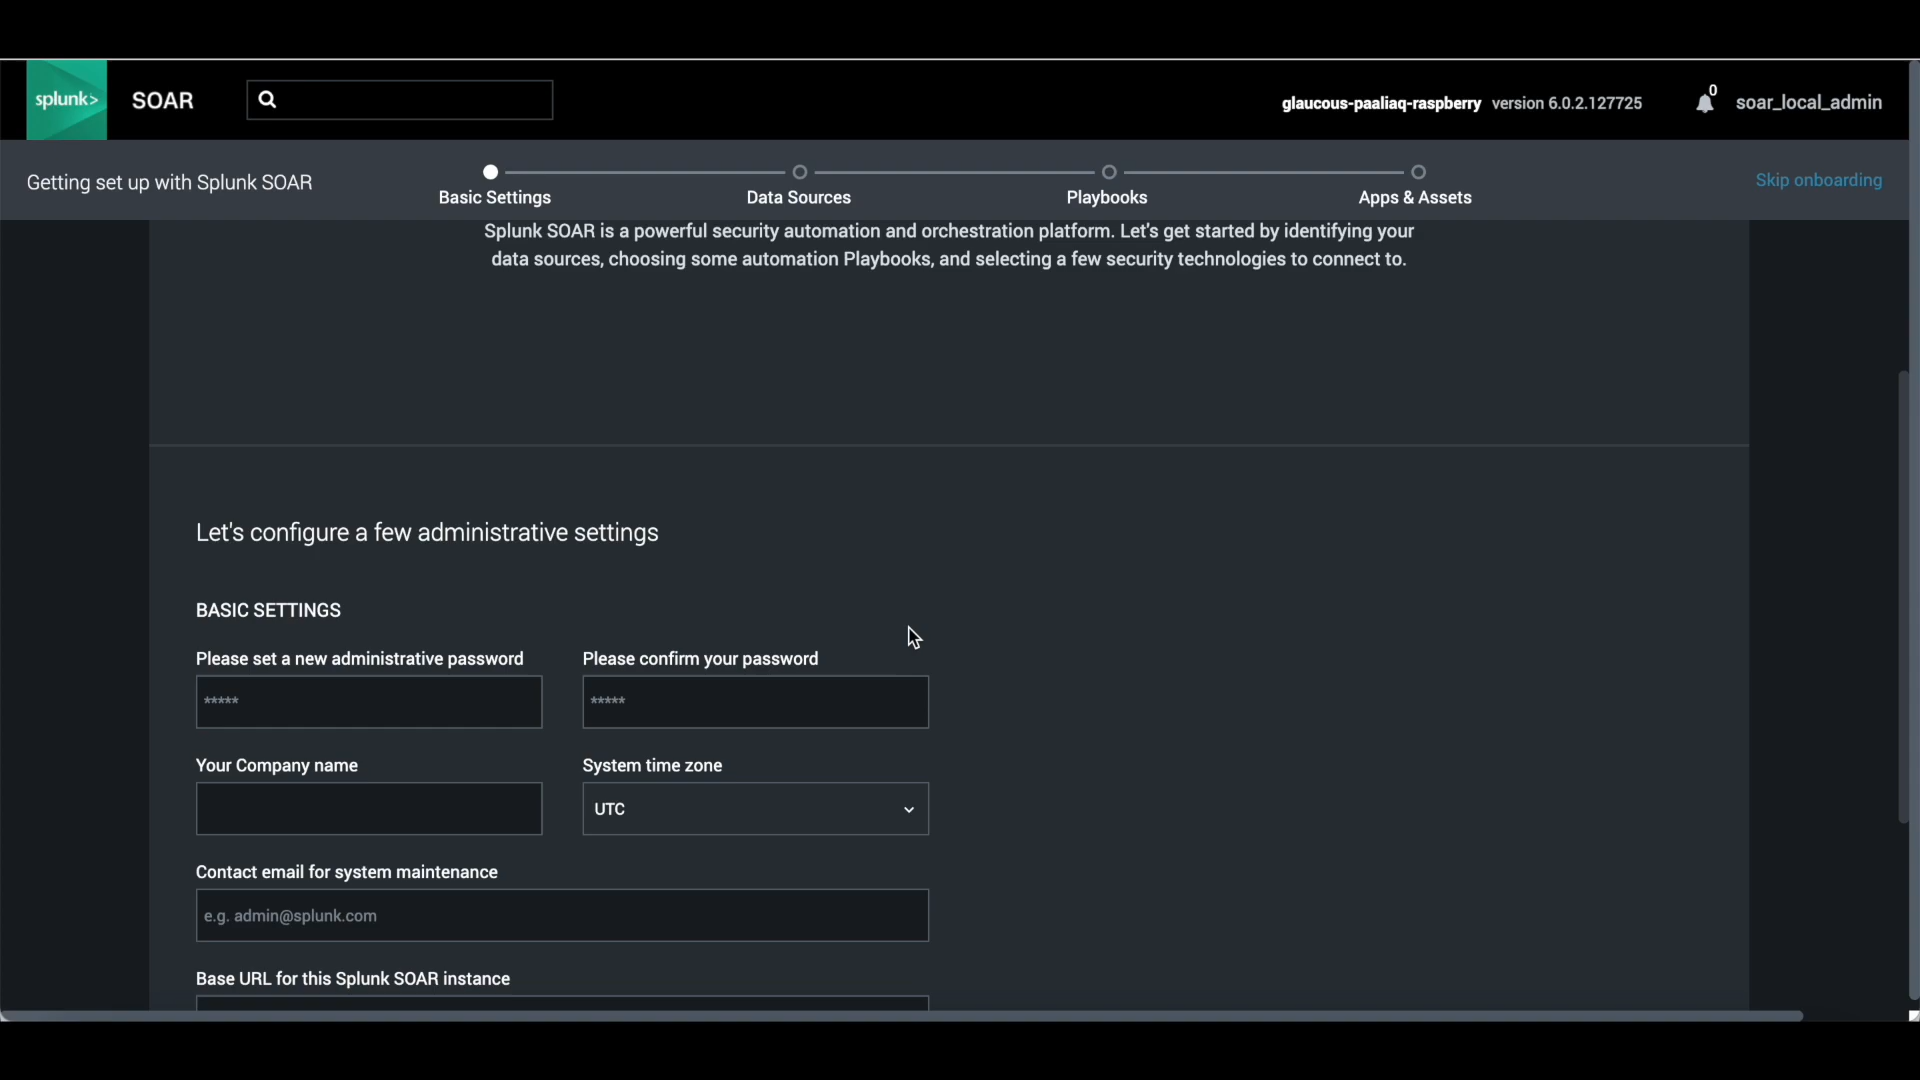 splunk> SOAR
glaucous-paaliaq-raspberry version 6.0.2.127725 0 soar_local_admin
Getting set up with Splunk SOAR
Basic Settings
Data Sources
Playbooks
Apps & Assets
Skip onboarding
Splunk SOAR is a powerful security automation and orchestration platform. Let's get started by identifying your
data sources, choosing some automation Playbooks, and selecting a few security technologies to connect to.
Let's configure a few administrative settings
BASIC SETTINGS
Please set a new administrative password
Please confirm your password
*****
*****
Your Company name
System time zone
UTC
Contact email for system maintenance
e.g. admin@splunk.com
Base URL for this Splunk SOAR instance